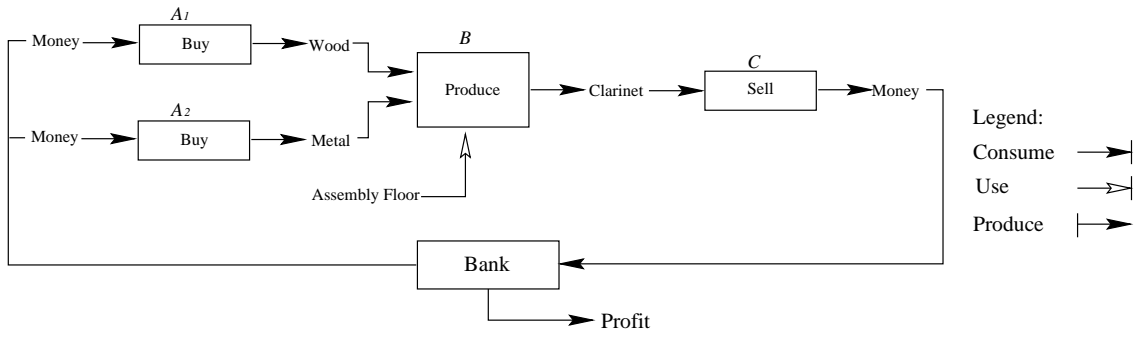 A1
Money
Buy
Wood
B
Produce
Clarinet
C
Sell
Money
A2
Money
Buy
Metal
Assembly Floor
Bank
Profit
Legend:
Consume
Use
Produce